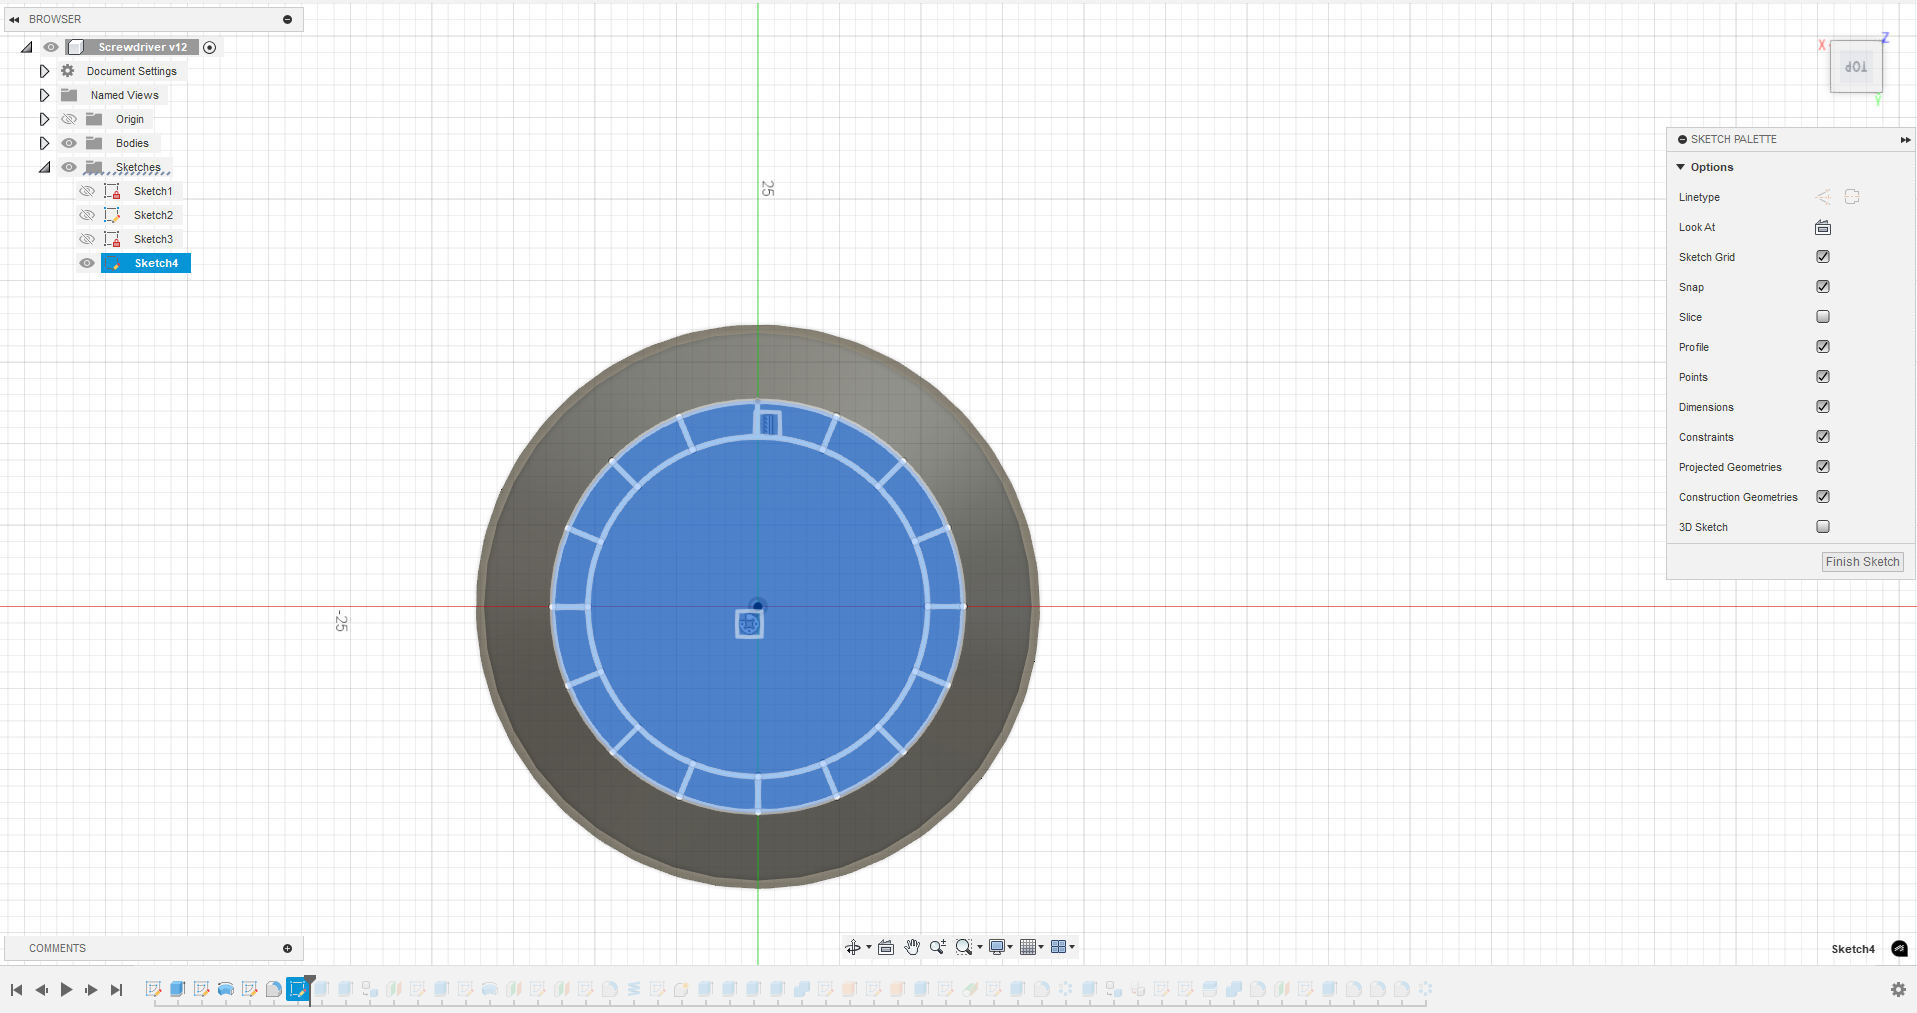 BROWSER
Screwdriver v12
Document Settings
Named Views
Origin
Bodies
Sketches
Sketch1
Sketch2
Sketch3
Sketch4
25
-25
X
Z
TOP
Y
SKETCH PALETTE
Options
Linetype
Look At
Sketch Grid
Snap
Slice
Profile
Points
Dimensions
Constraints
Projected Geometries
Construction Geometries
3D Sketch
Finish Sketch
COMMENTS
Sketch4